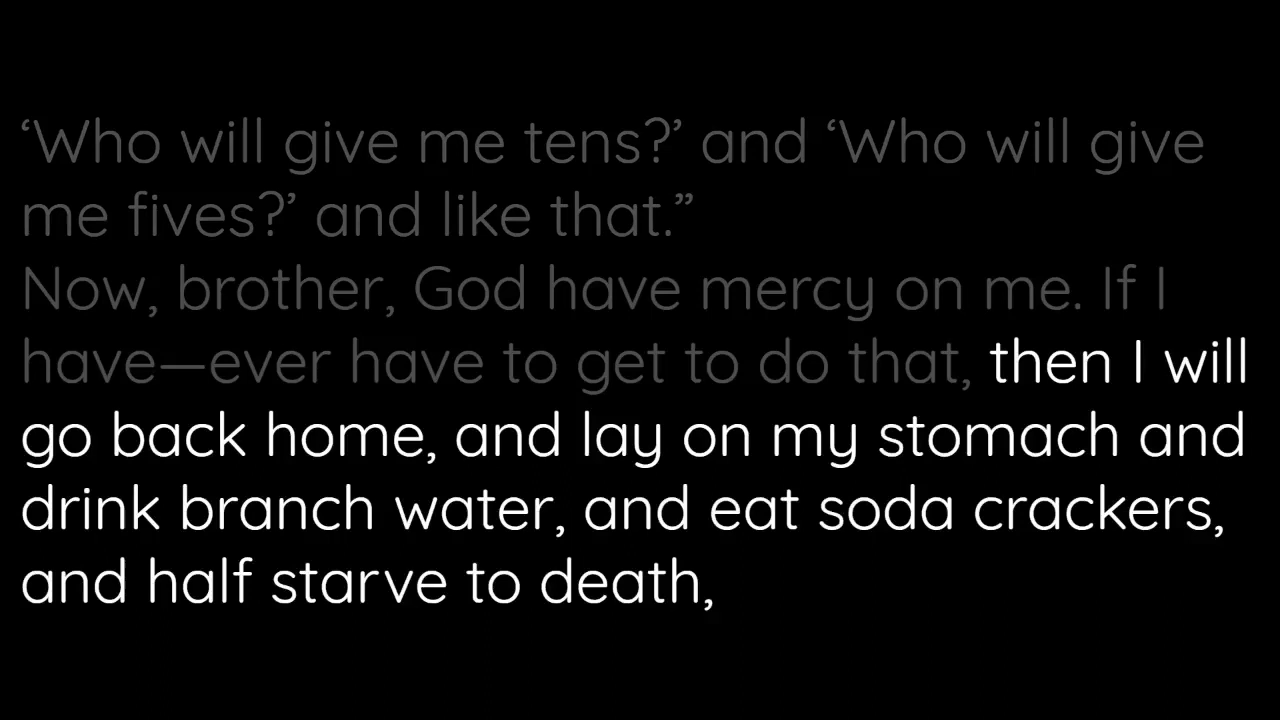 ‘Who will give me tens?’ and ‘Who will give
me fives?’ and like that.”
Now, brother, God have mercy on me. If I
have—ever have to get to do that, then I will
go back home, and lay on my stomach and
drink branch water, and eat soda crackers,
and half starve to death,